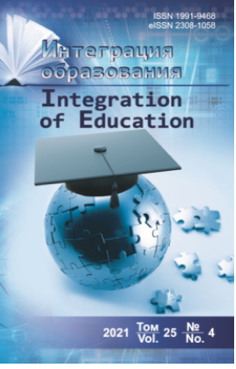 ISSN 1991-9468
eISSN 2308-1058
Интеграция
образования
Integration
of Education
2021 Том Vol. 25 № No. 4